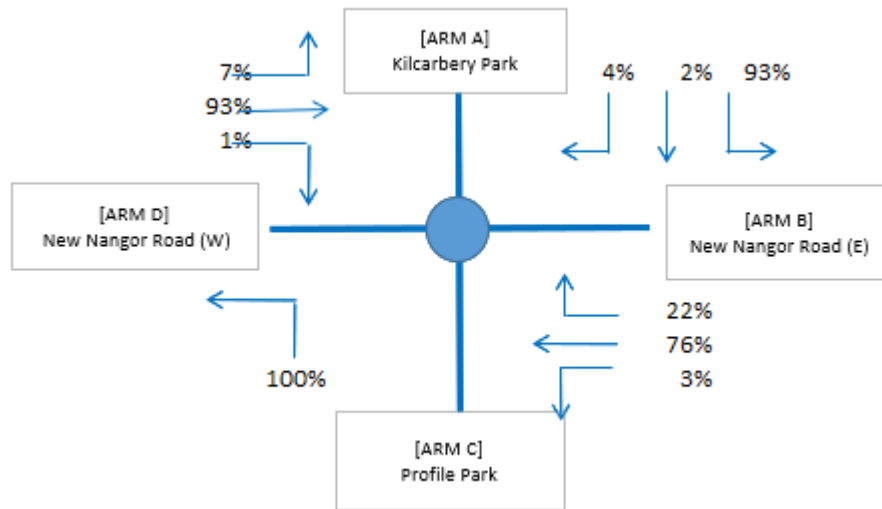 [ARM A]
Kilcarbery Park
7%
93%
1%
4% 2% 93%
[ARM D]
New Nangor Road (W)
[ARM B]
New Nangor Road (E)
22%
76%
3%
100%
[ARM C]
Profile Park